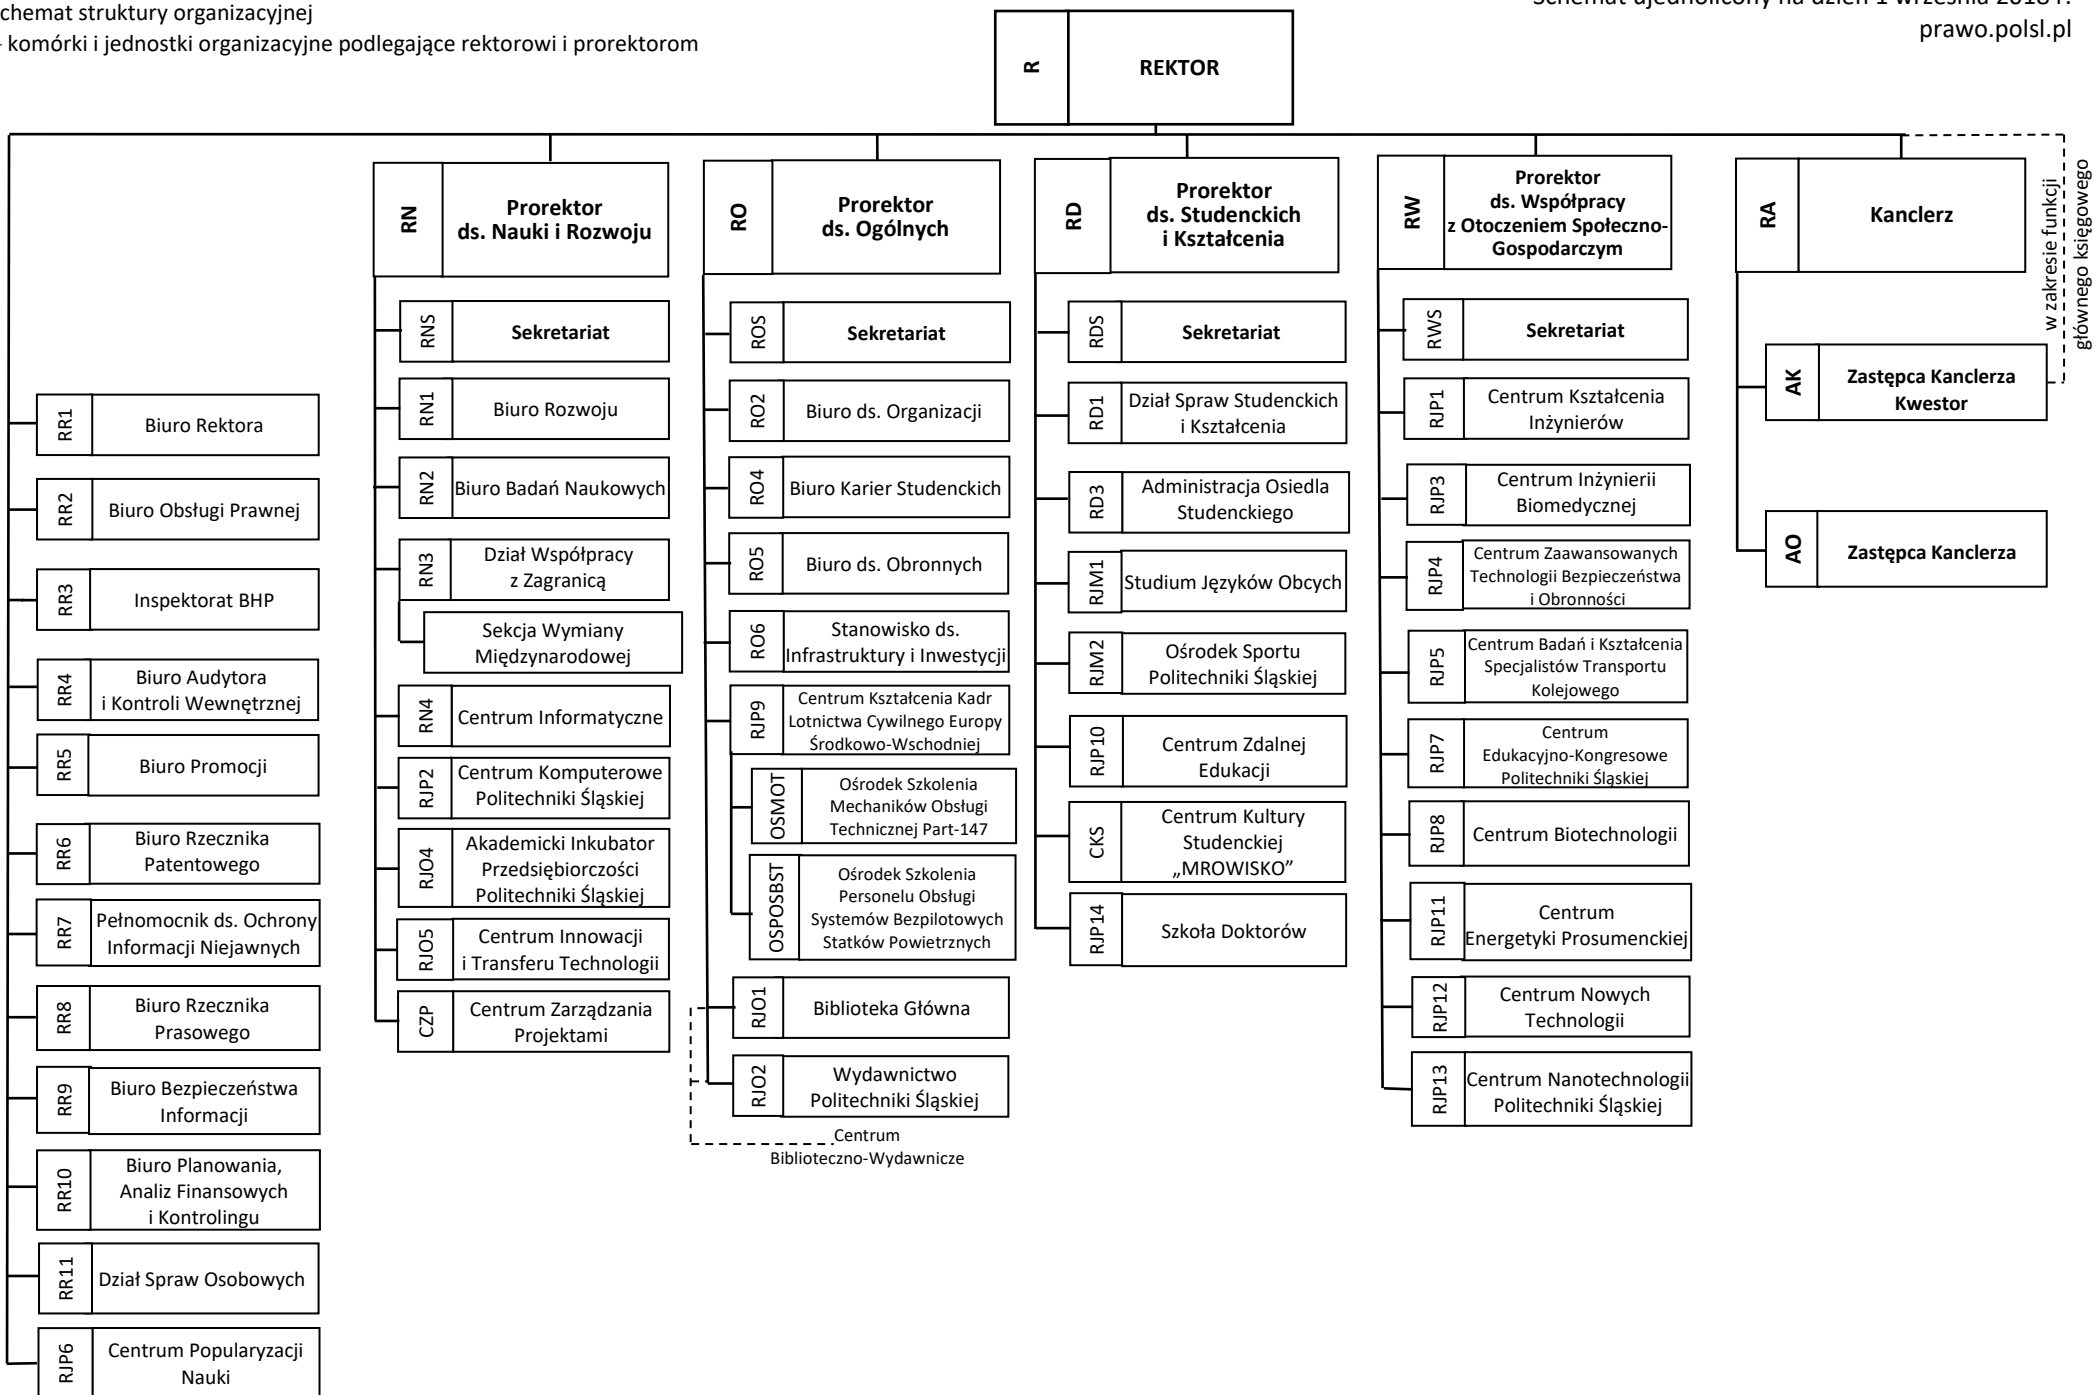 chemat struktury organizacyjnej
- komórki i jednostki organizacyjne podlegające rektorowi i prorektorom
Schemat ujednolicony na dzień 1 września 2018 r.
prawo.polsl.pl
R
REKTOR
w zakresie funkcji
głównego księgowego
RR1
Biuro Rektora
RR2
Biuro Obsługi Prawnej
RR3
Inspektorat BHP
RR4
Biuro Audytora
i Kontroli Wewnętrznej
RR5
Biuro Promocji
RR6
Biuro Rzecznika
Patentowego
RR7
Pełnomocnik ds. Ochrony
Informacji Niejawnych
RR8
Biuro Rzecznika
Prasowego
RR9
Biuro Bezpieczeństwa
Informacji
RR10
Biuro Planowania,
Analiz Finansowych
i Kontrolingu
RR11
Dział Spraw Osobowych
RJP6
Centrum Popularyzacji
Nauki
RN
Prorektor
ds. Nauki i Rozwoju
RNS
Sekretariat
RN1
Biuro Rozwoju
RN2
Biuro Badań Naukowych
RN3
Dział Współpracy
z Zagranicą
Sekcja Wymiany
Międzynarodowej
RN4
Centrum Informatyczne
RJP2
Centrum Komputerowe
Politechniki Śląskiej
RJO4
Akademicki Inkubator
Przedsiębiorczości
Politechniki Śląskiej
RJO5
Centrum Innowacji
i Transferu Technologii
CZP
Centrum Zarządzania
Projektami
RO
Prorektor
ds. Ogólnych
ROS
Sekretariat
RO2
Biuro ds. Organizacji
RO4
Biuro Karier Studenckich
RO5
Biuro ds. Obronnych
RO6
Stanowisko ds.
Infrastruktury i Inwestycji
RJP9
Centrum Kształcenia Kadr
Lotnictwa Cywilnego Europy
Środkowo-Wschodniej
OSMOT
Ośrodek Szkolenia
Mechaników Obsługi
Technicznej Part-147
OSPOSBST
Ośrodek Szkolenia
Personelu Obsługi
Systemów Bezpilotowych
Statków Powietrznych
RJO1
Biblioteka Główna
RJO2
Wydawnictwo
Politechniki Śląskiej
Centrum
Biblioteczno-Wydawnicze
RD
Prorektor
ds. Studenckich
i Kształcenia
RDS
Sekretariat
RD1
Dział Spraw Studenckich
i Kształcenia
RD3
Administracja Osiedla
Studenckiego
RJM1
Studium Języków Obcych
RJM2
Ośrodek Sportu
Politechniki Śląskiej
RJP10
Centrum Zdalnej
Edukacji
CKS
Centrum Kultury
Studenckiej
„MROWISKO”
RJP14
Szkoła Doktorów
RW
Prorektor
ds. Współpracy
z Otoczeniem Społeczno-
Gospodarczym
RWS
Sekretariat
RJP1
Centrum Kształcenia
Inżynierów
RJP3
Centrum Inżynierii
Biomedycznej
RJP4
Centrum Zaawansowanych
Technologii Bezpieczeństwa
i Obronności
RJP5
Centrum Badań i Kształcenia
Specjalistów Transportu
Kolejowego
RJP7
Centrum
Edukacyjno-Kongresowe
Politechniki Śląskiej
RJP8
Centrum Biotechnologii
RJP11
Centrum
Energetyki Prosumenckiej
RJP12
Centrum Nowych
Technologii
RJP13
Centrum Nanotechnologii
Politechniki Śląskiej
RA
Kanclerz
AK
Zastępca Kanclerza
Kwestor
AO
Zastępca Kanclerza